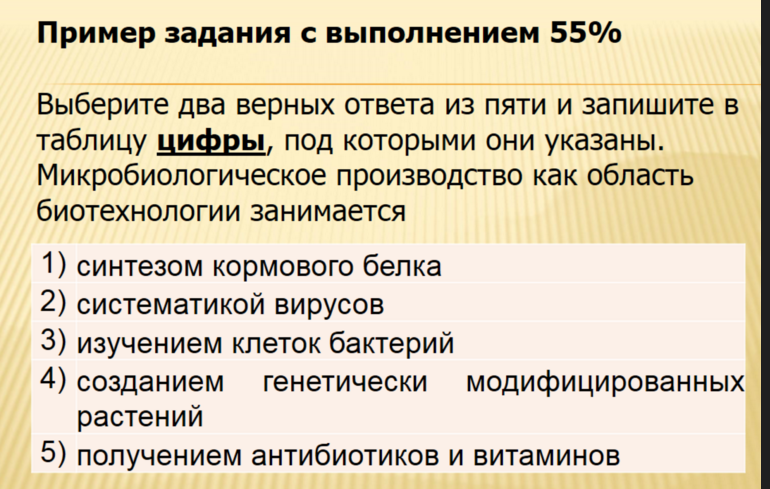 Пример задания с выполнением 55%
Выберите два верных ответа из пяти и запишите в
таблицу цифры, под которыми они указаны.
Микробиологическое производство как область
биотехнологии занимается
1) синтезом кормового белка
2) систематикой вирусов
3) изучением клеток бактерий
4) созданием генетически модифицированных
растений
5) получением антибиотиков и витаминов